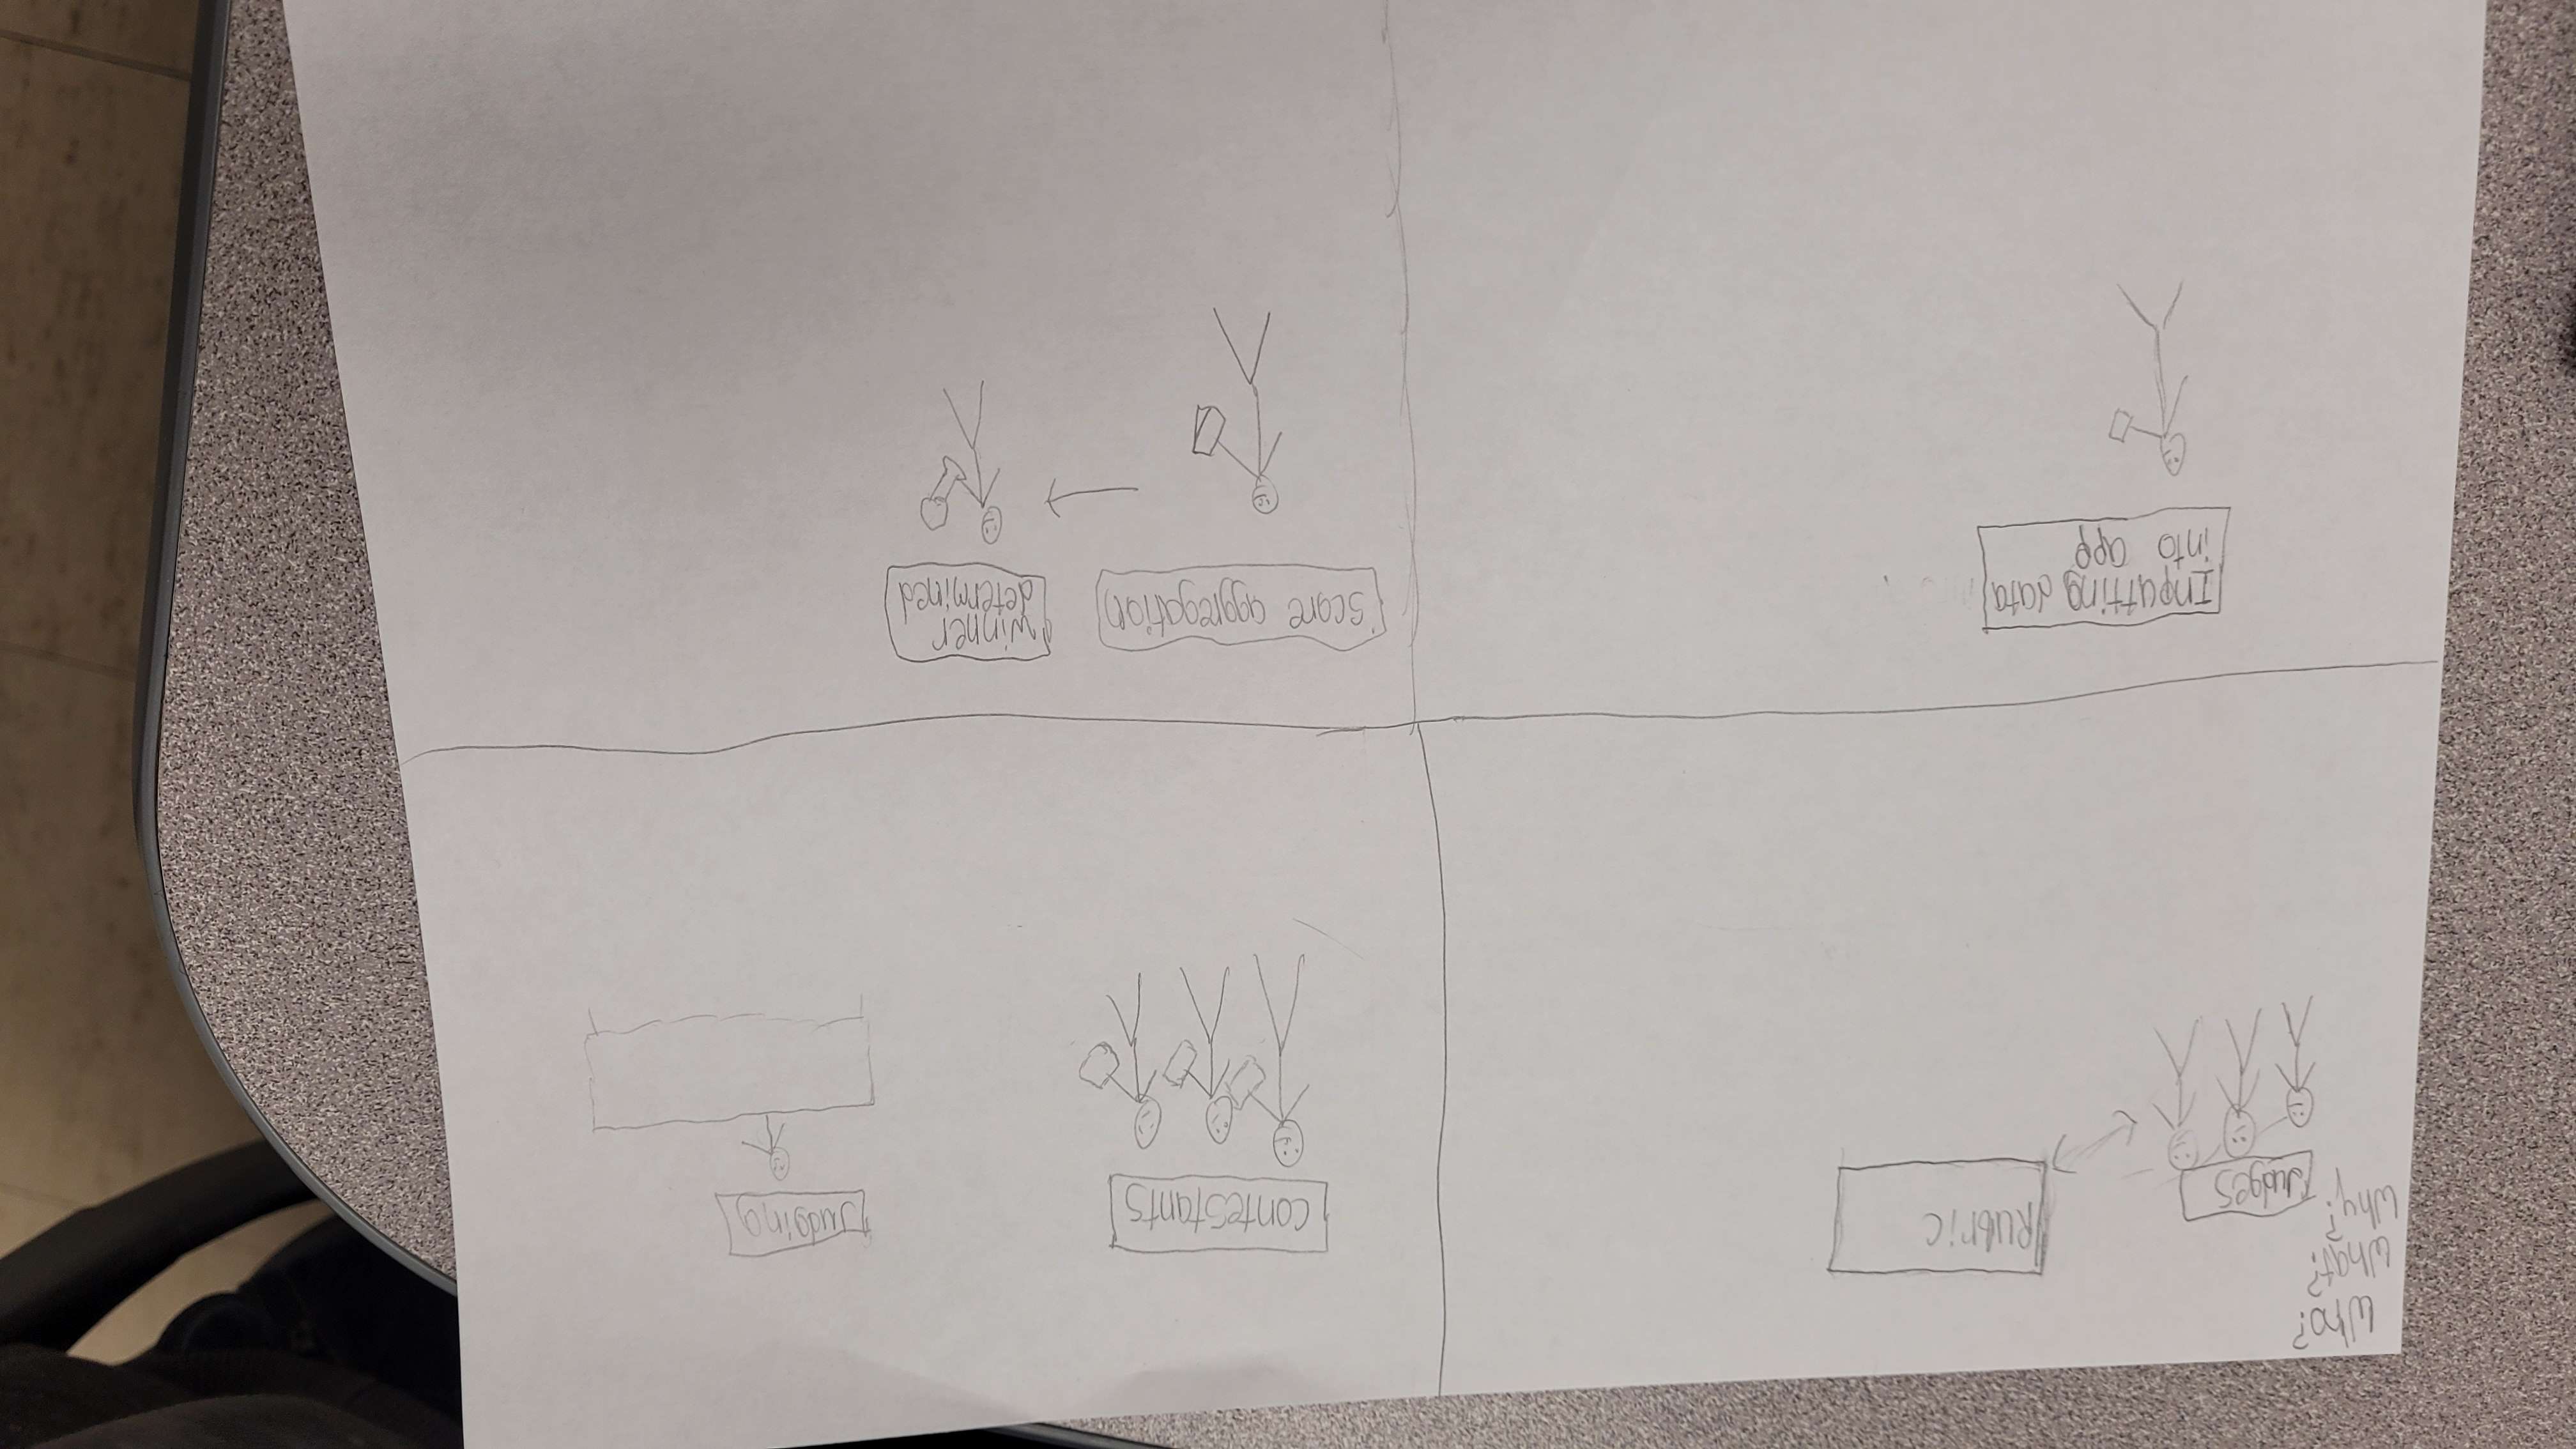 Who?
What?
Why?
Judges
Rubric
Contestants
Judging
Inputting data
into app
Score aggregation
Winner
determined